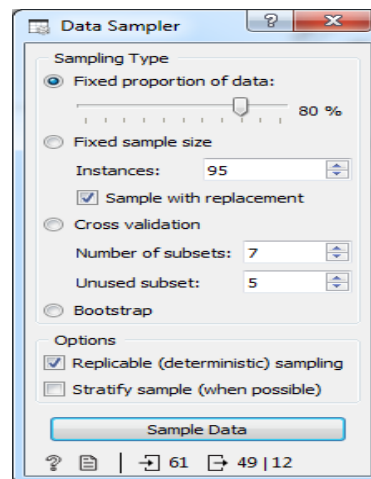 Data Sampler
Sampling Type
Fixed proportion of data:
80 %
Fixed sample size
Instances: 95
Sample with replacement
Cross validation
Number of subsets: 7
Unused subset: 5
Bootstrap
Options
Replicable (deterministic) sampling
Stratify sample (when possible)
Sample Data
? | 61 49 | 12